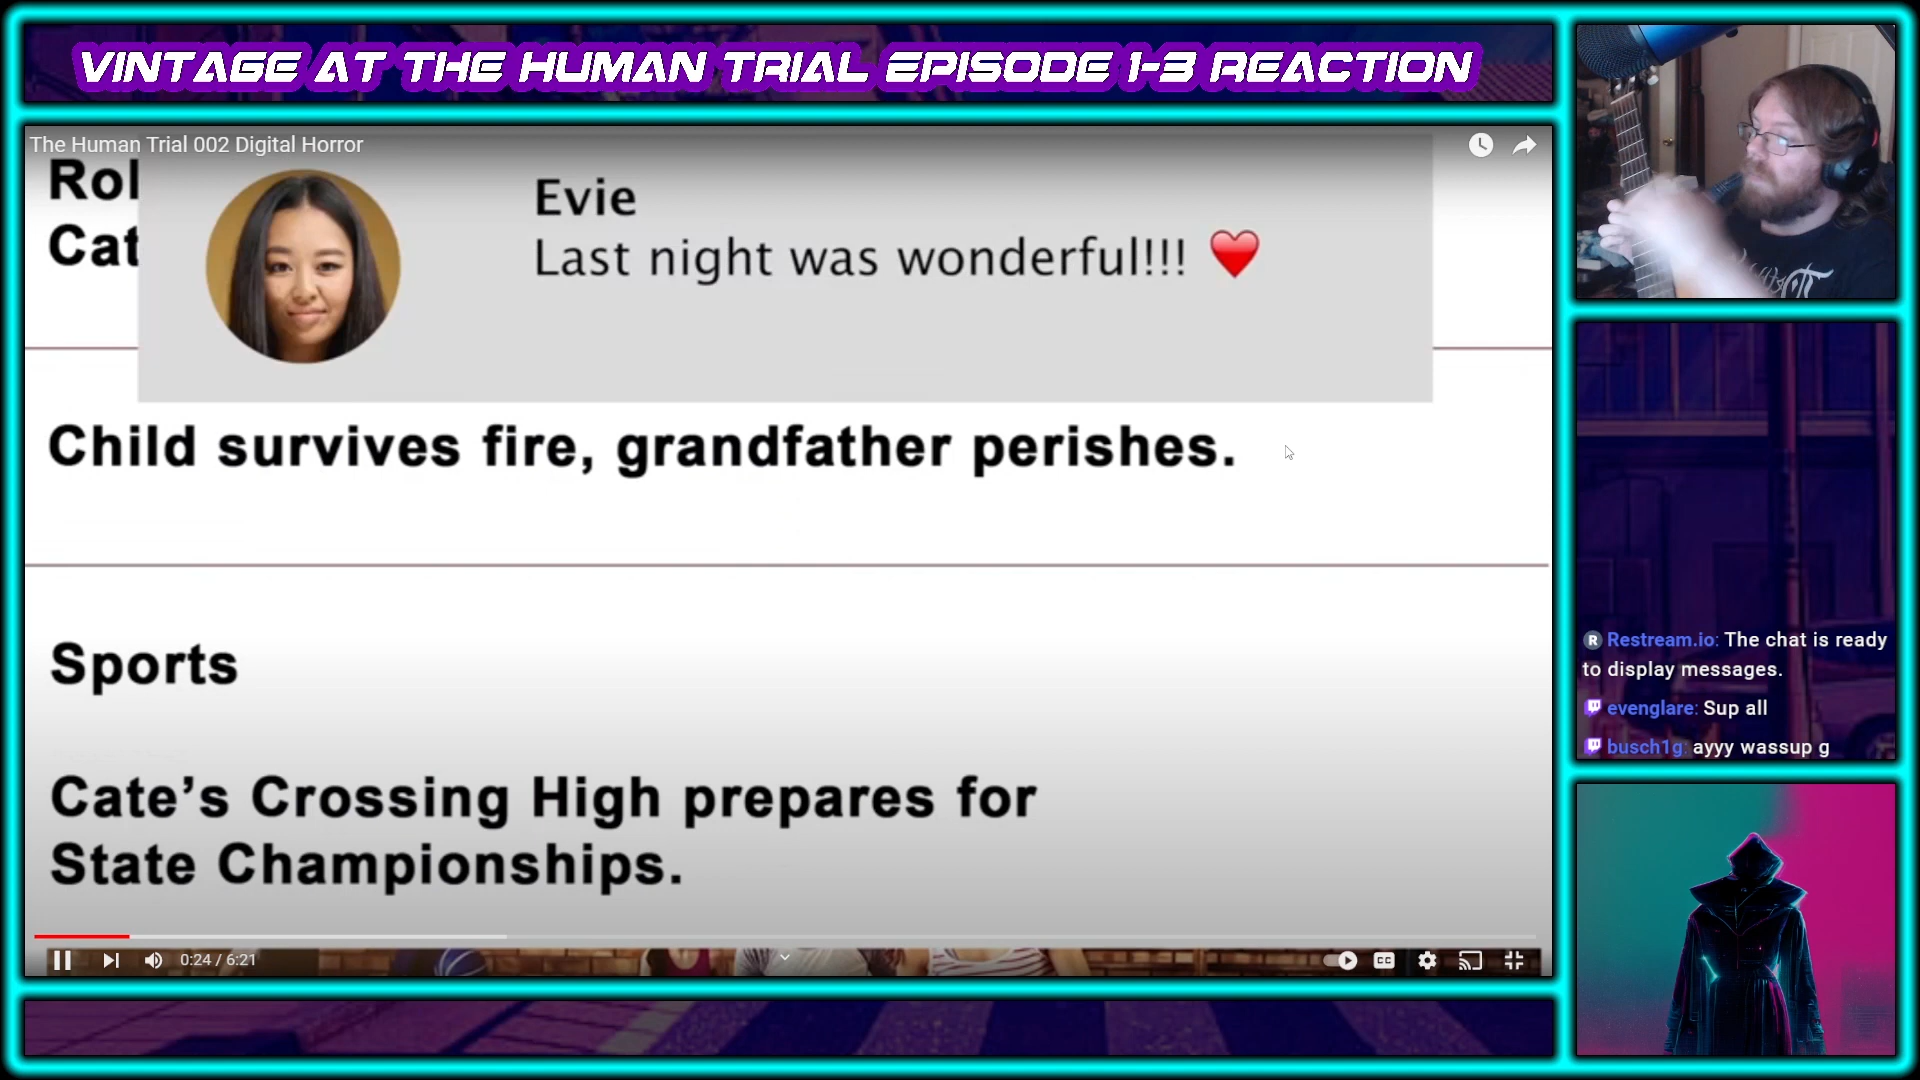 VINTAGE AT THE HUMAN TRIAL EPISODE 1-3 REACTION
The Human Trial 002 Digital Horror
Evie
Last night was wonderful!!! ❤️
Child survives fire, grandfather perishes.
Sports
Cate’s Crossing High prepares for
State Championships.
0:24 / 6:21
CC
R Restream.io: The chat is ready
to display messages.
evenglare: Sup all
busch1g: ayyy wassup g